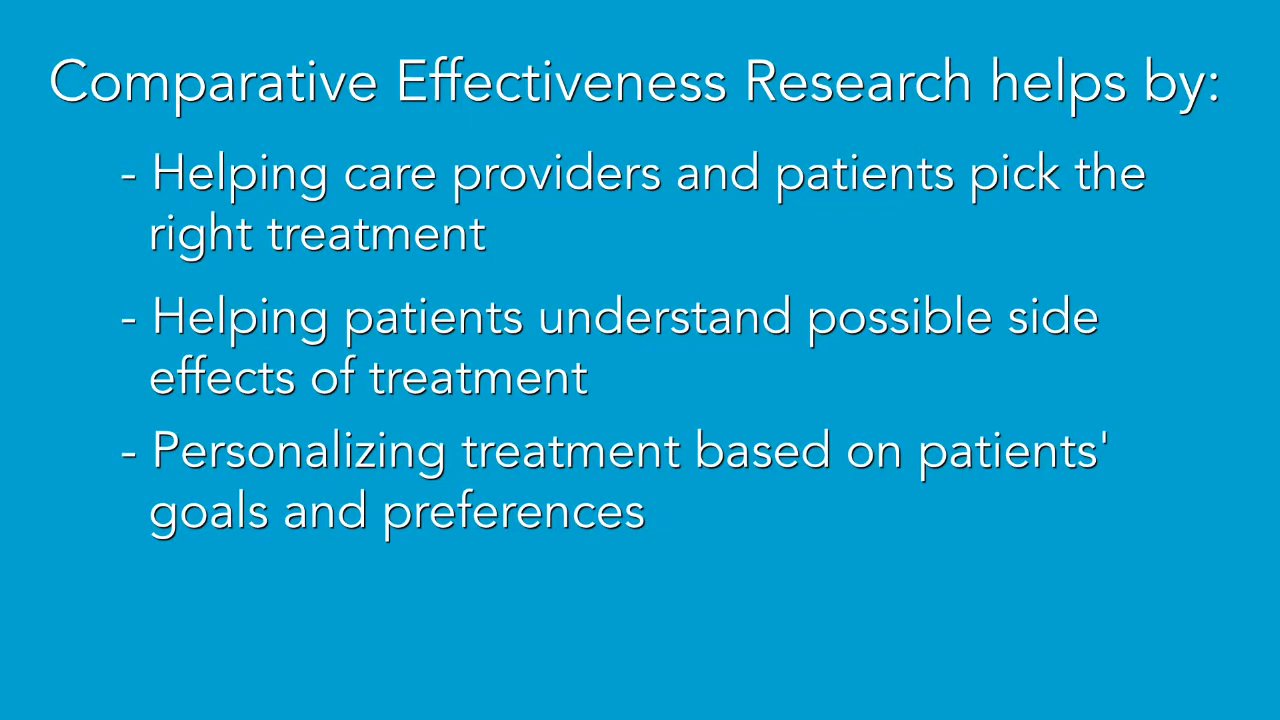 Comparative Effectiveness Research helps by:
- Helping care providers and patients pick the
right treatment
- Helping patients understand possible side
effects of treatment
- Personalizing treatment based on patients'
goals and preferences